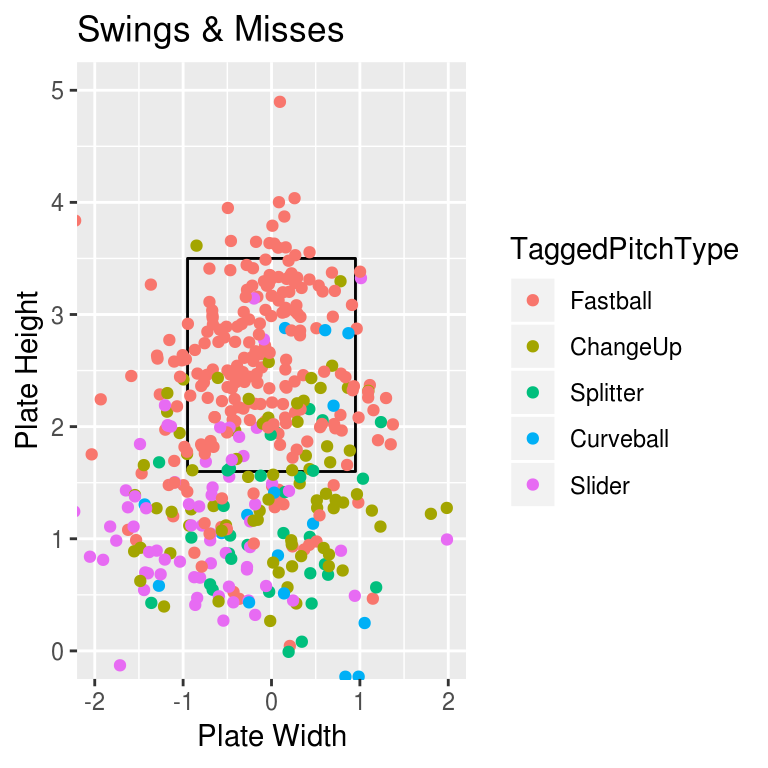 Swings & Misses
5
4
3
2
1
0
-2 -1 0 1 2
Plate Height
Plate Width
TaggedPitchType
Fastball
ChangeUp
Splitter
Curveball
Slider